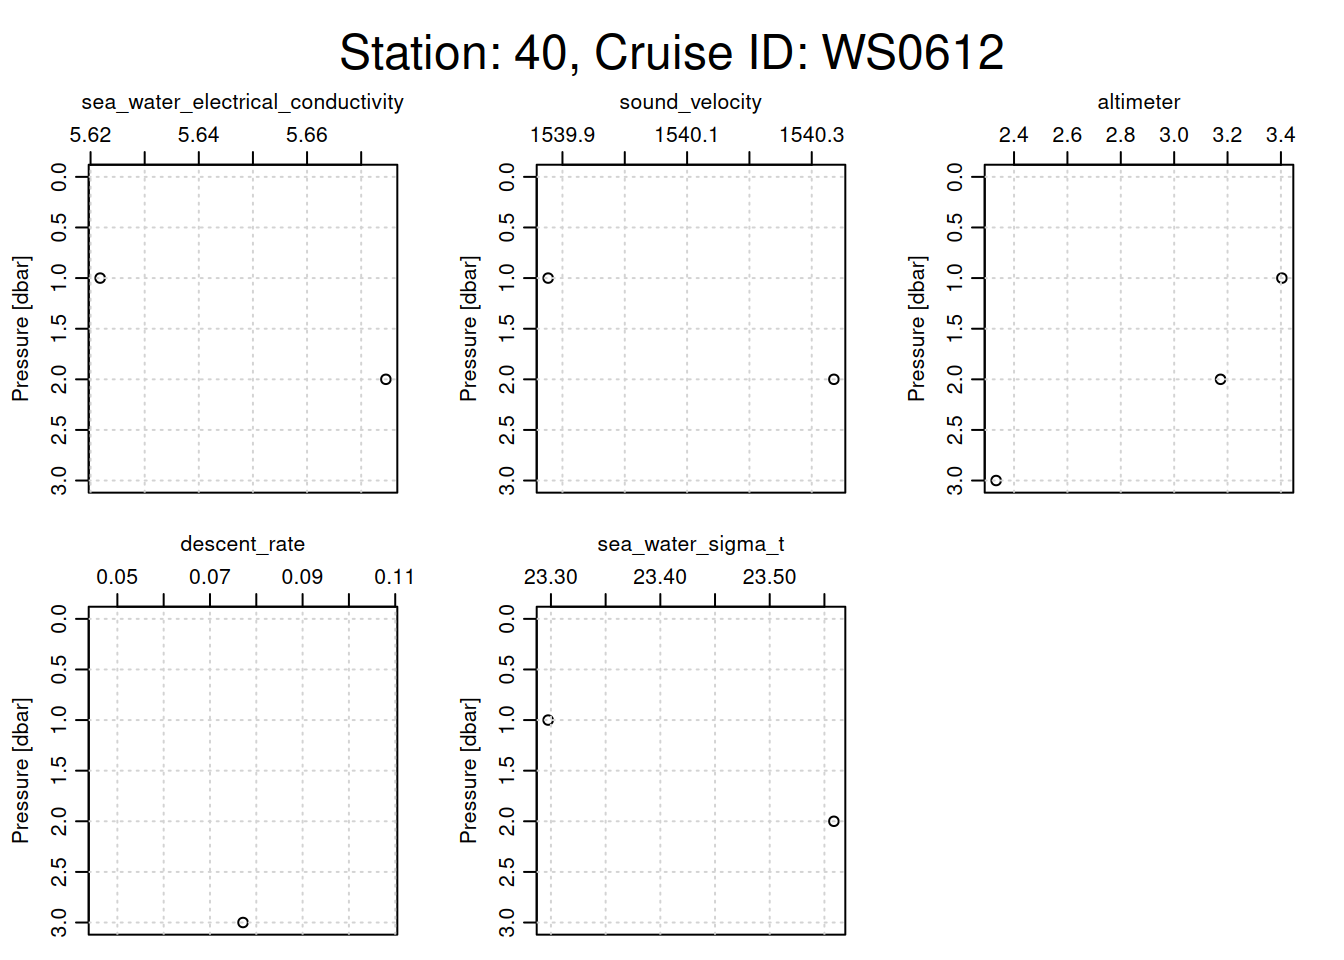 Station: 40, Cruise ID: WS0612
sea_water_electrical_conductivity
5.62 5.64 5.66
Pressure [dbar]
0.0 0.5 1.0 1.5 2.0 2.5 3.0
sound_velocity
1539.9 1540.1 1540.3
Pressure [dbar]
0.0 0.5 1.0 1.5 2.0 2.5 3.0
altimeter
2.4 2.6 2.8 3.0 3.2 3.4
Pressure [dbar]
0.0 0.5 1.0 1.5 2.0 2.5 3.0
descent_rate
0.05 0.07 0.09 0.11
Pressure [dbar]
0.0 0.5 1.0 1.5 2.0 2.5 3.0
sea_water_sigma_t
23.30 23.40 23.50
Pressure [dbar]
0.0 0.5 1.0 1.5 2.0 2.5 3.0